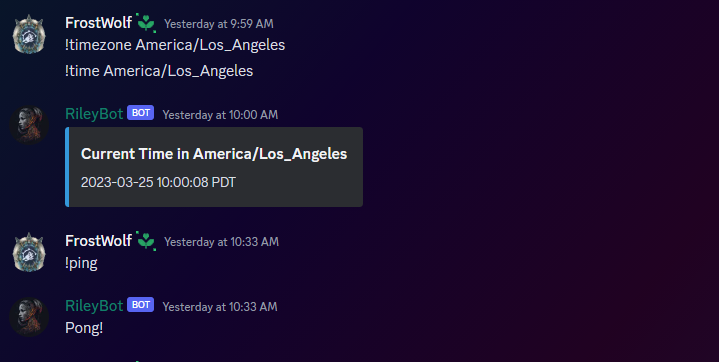 FrostWolf Yesterday at 9:59 AM
!timezone America/Los_Angeles
!time America/Los_Angeles
RileyBot BOT Yesterday at 10:00 AM
Current Time in America/Los_Angeles
2023-03-25 10:00:08 PDT
FrostWolf Yesterday at 10:33 AM
!ping
RileyBot BOT Yesterday at 10:33 AM
Pong!